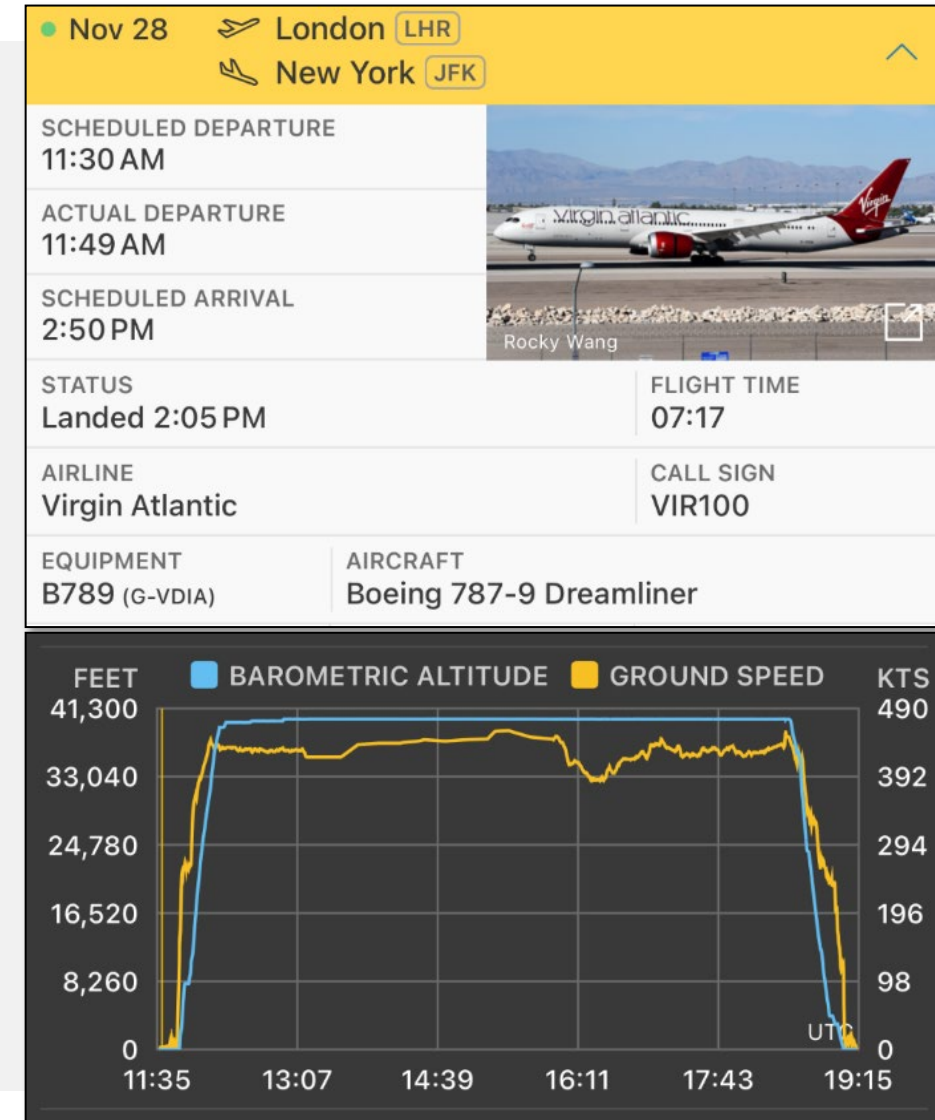 Nov 28
London LHR
New York JFK
SCHEDULED DEPARTURE
11:30 AM
ACTUAL DEPARTURE
11:49 AM
SCHEDULED ARRIVAL
2:50 PM
virgin atlantic
Virgin
Rocky Wang
STATUS
Landed 2:05 PM
FLIGHT TIME
07:17
AIRLINE
Virgin Atlantic
CALL SIGN
VIR100
EQUIPMENT
B789 (G-VDIA)
AIRCRAFT
Boeing 787-9 Dreamliner
FEET
BAROMETRIC ALTITUDE
GROUND SPEED
KTS
41,300
490
33,040
392
24,780
294
16,520
196
8,260
98
0
UTC
0
11:35 13:07 14:39 16:11 17:43 19:15